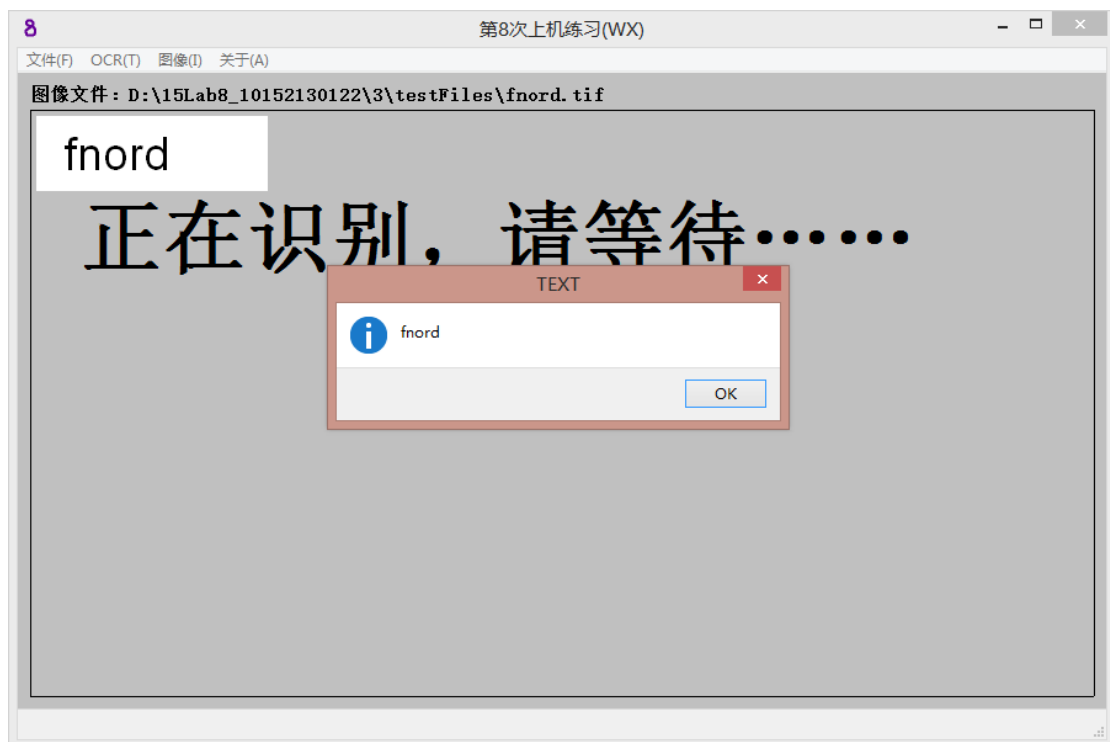 第8次上机练习(WX)
文件(F) OCR(T) 图像(I) 关于(A)
图像文件：D:\15Lab8_10152130122\3\testFiles\fnord.tif
fnord
正在识别，请等待……
TEXT
fnord
OK